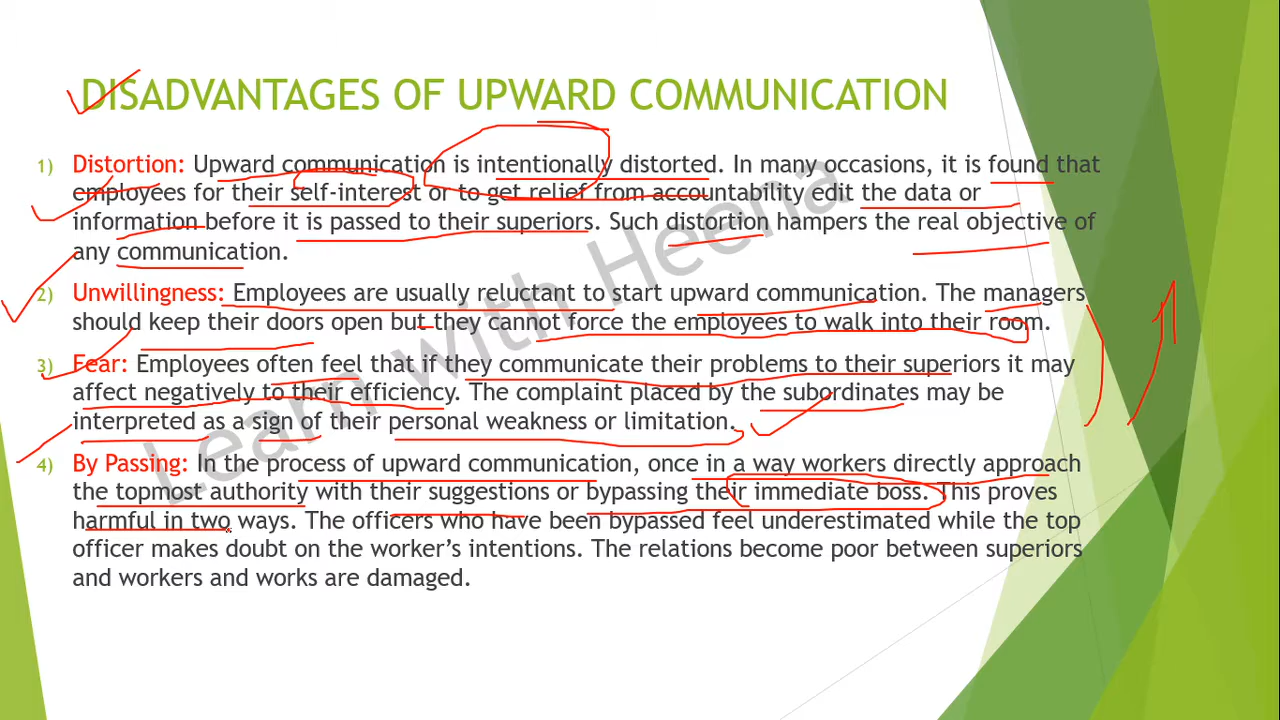 DISADVANTAGES OF UPWARD COMMUNICATION
1) Distortion: Upward communication is intentionally distorted. In many occasions, it is found that
employees for their self-interest or to get relief from accountability edit the data or
information before it is passed to their superiors. Such distortion hampers the real objective of
any communication.
2) Unwillingness: Employees are usually reluctant to start upward communication. The managers
should keep their doors open but they cannot force the employees to walk into their room.
3) Fear: Employees often feel that if they communicate their problems to their superiors it may
affect negatively to their efficiency. The complaint placed by the subordinates may be
interpreted as a sign of their personal weakness or limitation.
4) By Passing: In the process of upward communication, once in a way workers directly approach
the topmost authority with their suggestions or bypassing their immediate boss. This proves
harmful in two ways. The officers who have been bypassed feel underestimated while the top
officer makes doubt on the worker's intentions. The relations become poor between superiors
and workers and works are damaged.
Learn with Heena